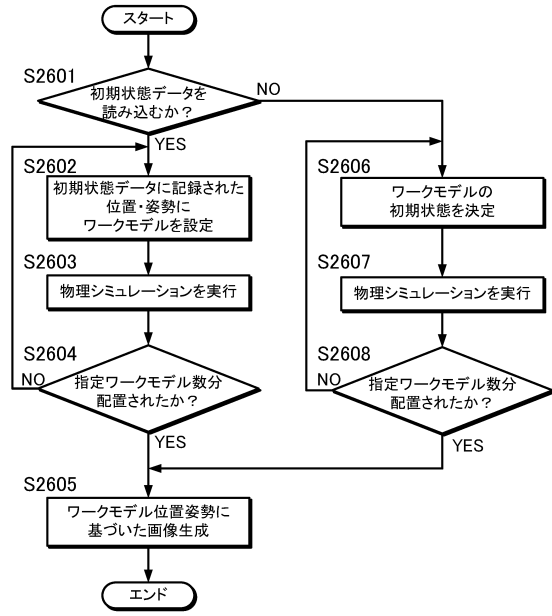 スタート
S2601
初期状態データを
読み込むか？
NO
YES
S2602
初期状態データに記録された
位置・姿勢に
ワークモデルを設定
S2603
物理シミュレーションを実行
S2604
指定ワークモデル数分
配置されたか？
NO
YES
S2606
ワークモデルの
初期状態を決定
S2607
物理シミュレーションを実行
S2608
指定ワークモデル数分
配置されたか？
NO
YES
S2605
ワークモデル位置姿勢に
基づいた画像生成
エンド